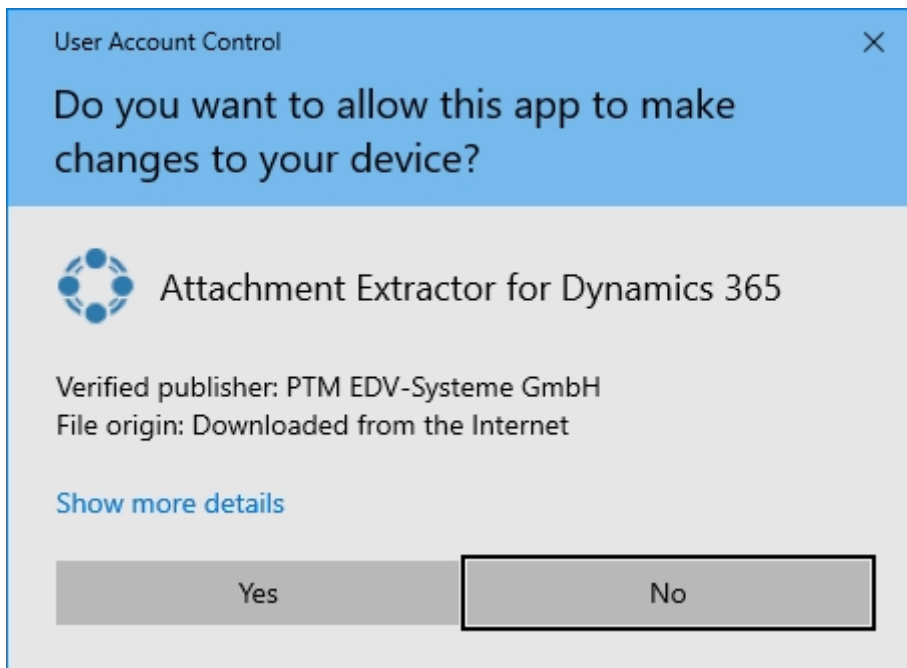 User Account Control
Do you want to allow this app to make
changes to your device?
Attachment Extractor for Dynamics 365
Verified publisher: PTM EDV-Systeme GmbH
File origin: Downloaded from the Internet
Show more details
Yes
No